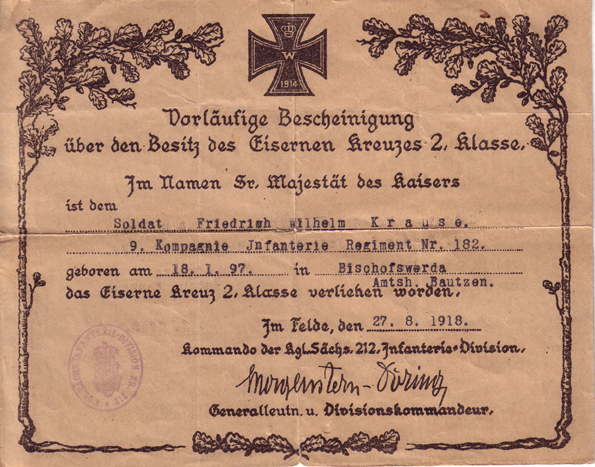 W
1914
Vorläufige Bescheinigung
über den Besitz des Eisernen Kreuzes 2. Klasse.
Im Namen Sr. Majestät des Kaisers
ist dem
Soldat Friedrich Wilhelm Krause.
9. Kompagnie Jnfanterie Regiment Nr. 182.
geboren am 18.1.97. in Bischofswerda
Amtsh. Bautzen.
das Eiserne Kreuz 2. Klasse verliehen worden.
Im Felde, den 27.8.1918.
Kommando der Kgl. Sächs. 212. Infanterie-Division.
Morgenstern-Döring
Generalleutn. u. Divisionskommandeur.